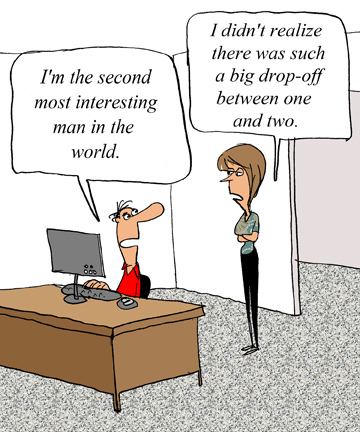 I'm the second
most interesting
man in the
world.
I didn't realize
there was such
a big drop-off
between one
and two.